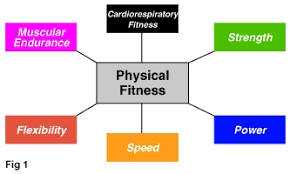 Cardiorespiratory
Fitness
Muscular
Endurance
Strength
Physical
Fitness
Flexibility
Speed
Power
Fig 1